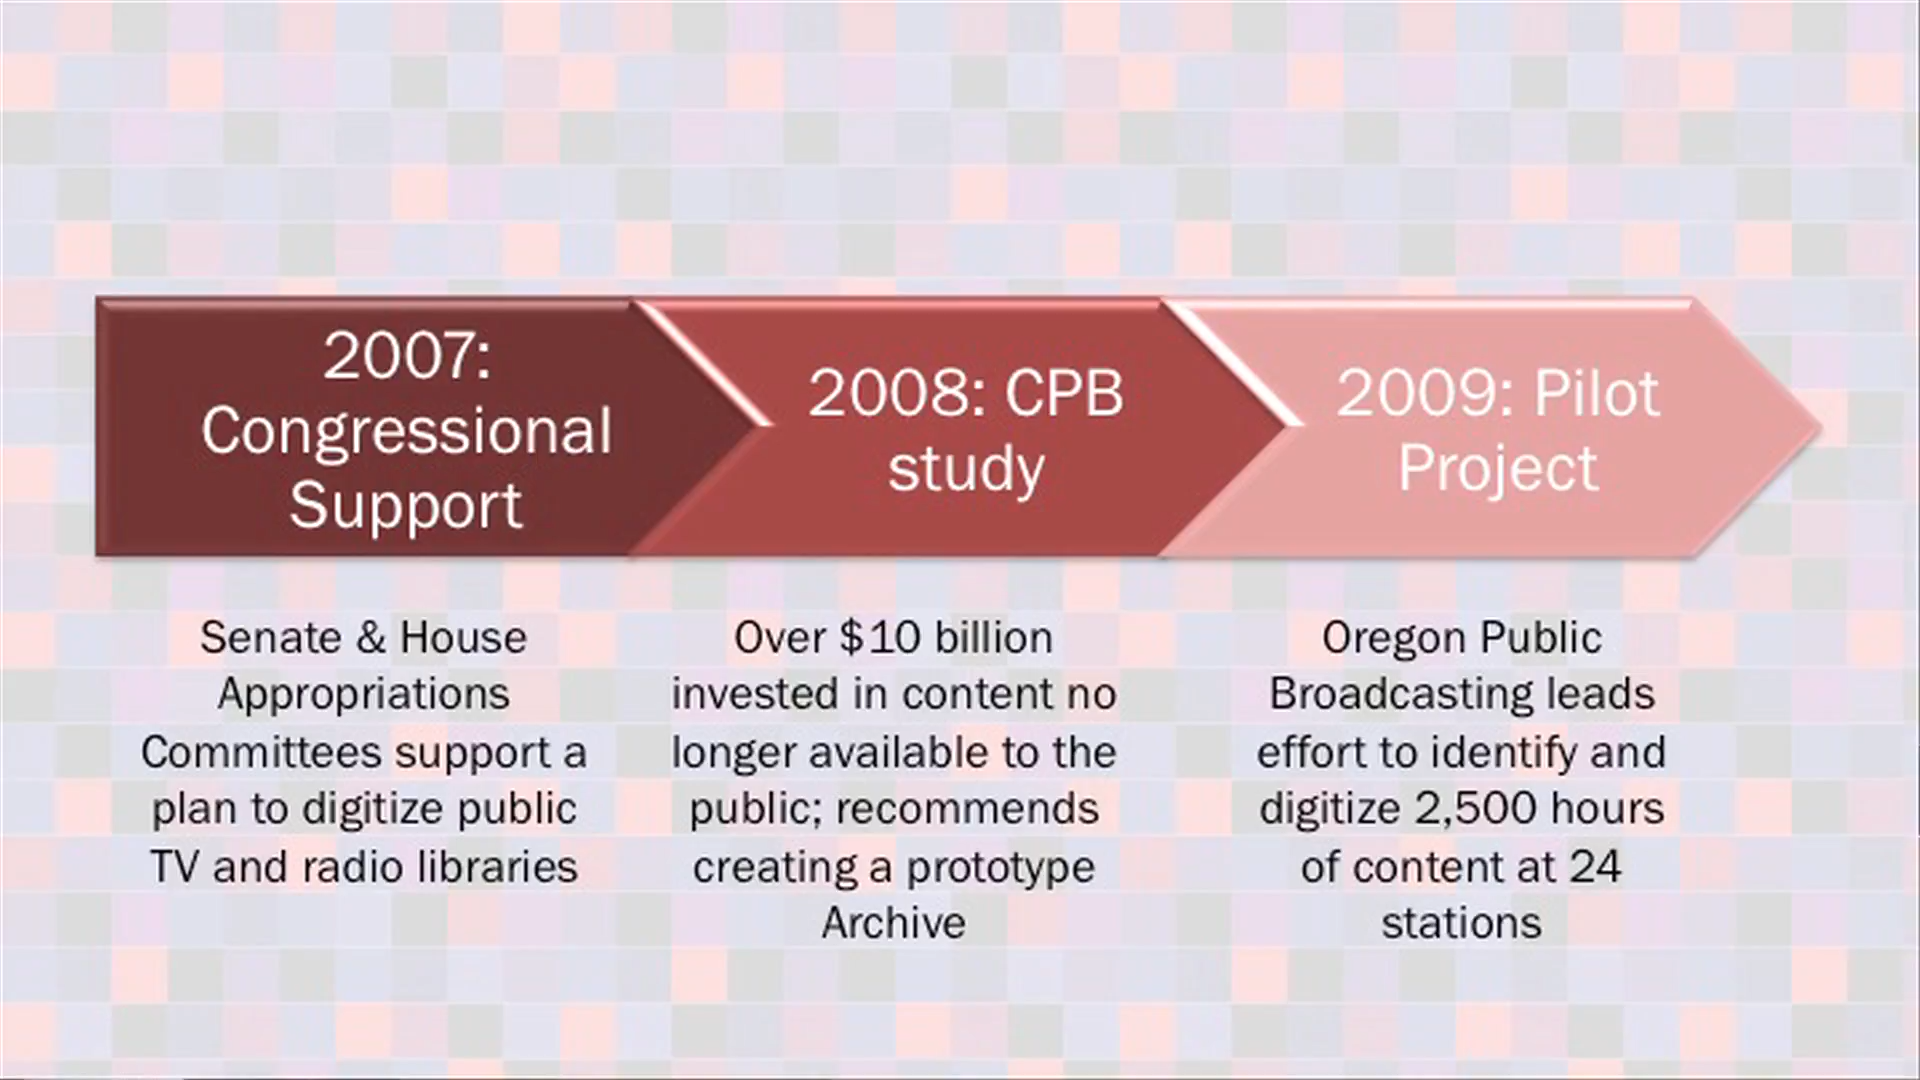 2007:
Congressional
Support
2008: CPB
study
2009: Pilot
Project
Senate & House
Appropriations
Committees support a
plan to digitize public
TV and radio libraries
Over $10 billion
invested in content no
longer available to the
public; recommends
creating a prototype
Archive
Oregon Public
Broadcasting leads
effort to identify and
digitize 2,500 hours
of content at 24
stations